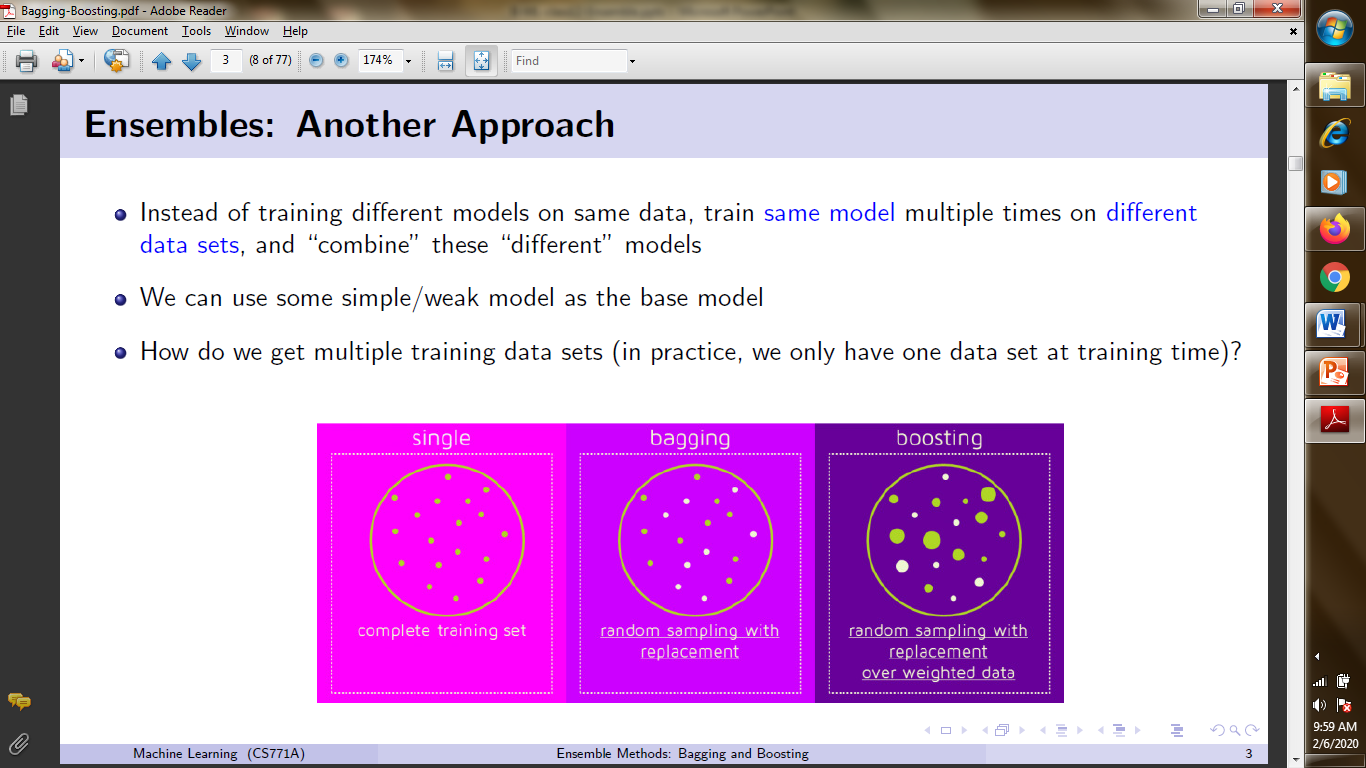 Bagging-Boosting.pdf - Adobe Reader
File Edit View Document Tools Window Help
3 (8 of 77) 174% Find
Ensembles: Another Approach
Instead of training different models on same data, train same model multiple times on different
data sets, and “combine” these “different” models
We can use some simple/weak model as the base model
How do we get multiple training data sets (in practice, we only have one data set at training time)?
single bagging boosting
complete training set
random sampling with
replacement
random sampling with
replacement
over weighted data
Machine Learning (CS771A) Ensemble Methods: Bagging and Boosting 3
9:59 AM
2/6/2020